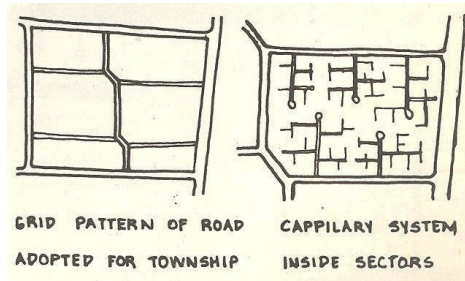 GRID PATTERN OF ROAD
ADOPTED FOR TOWNSHIP
CAPPILARY SYSTEM
INSIDE SECTORS